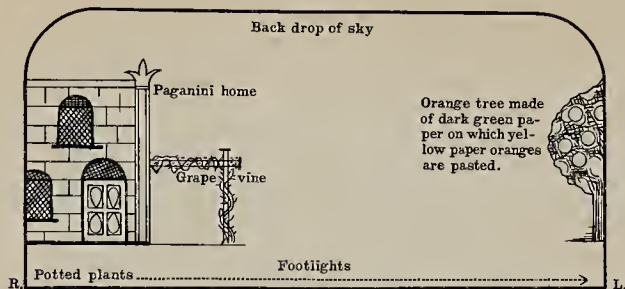 Back drop of sky
Paganini home
Orange tree made
of dark green pa-
per on which yel-
low paper oranges
are pasted.
Grape vine
Footlights
Potted plants
R.
L.